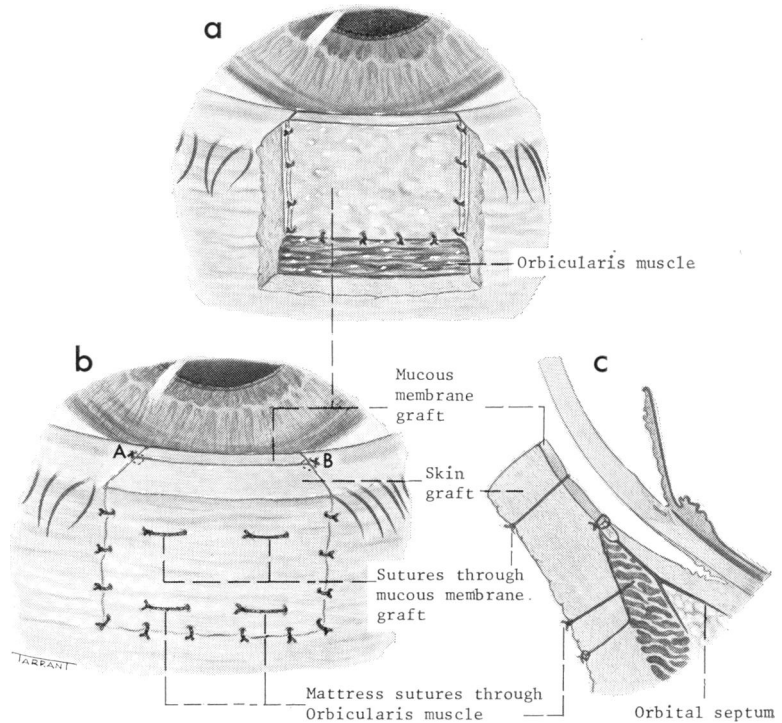 a
Orbicularis muscle
b
Mucous
membrane
graft
c
A
B
Skin
graft
Sutures through
mucous membrane.
graft
TARRANT
Mattress sutures through
Orbicularis muscle
Orbital septum